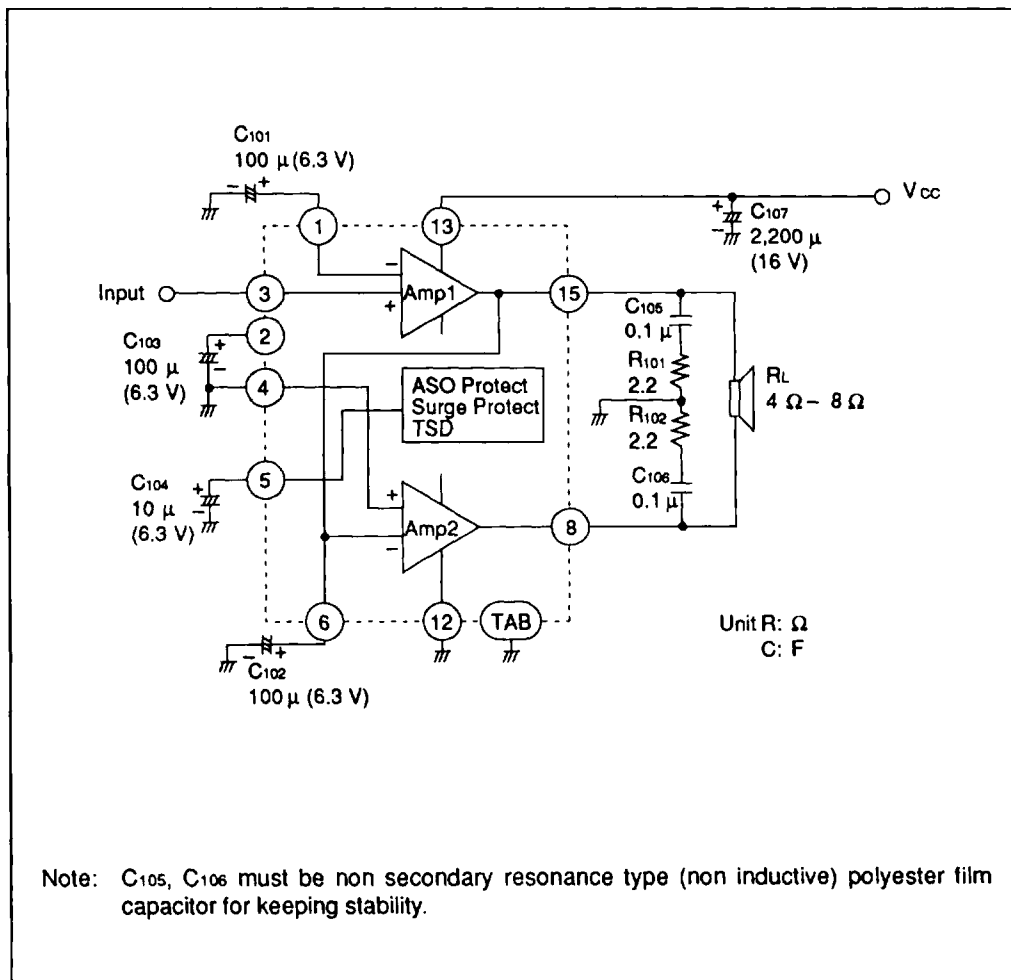 C101
100 μ (6.3 V)
- +
1
13
+
-
C107
2,200 μ
(16 V)
Vcc
Input
3
-
+
Amp1
15
2
C103
100 μ
(6.3 V)
+
-
4
ASO Protect
Surge Protect
TSD
C105
0.1 μ
R101
2.2
R102
2.2
C106
0.1 μ
RL
4 Ω – 8 Ω
C104
10 μ
(6.3 V)
+
-
5
+
-
Amp2
8
6
12
TAB
- +
C102
100 μ (6.3 V)
Unit R: Ω
C: F
Note: C105, C106 must be non secondary resonance type (non inductive) polyester film
capacitor for keeping stability.